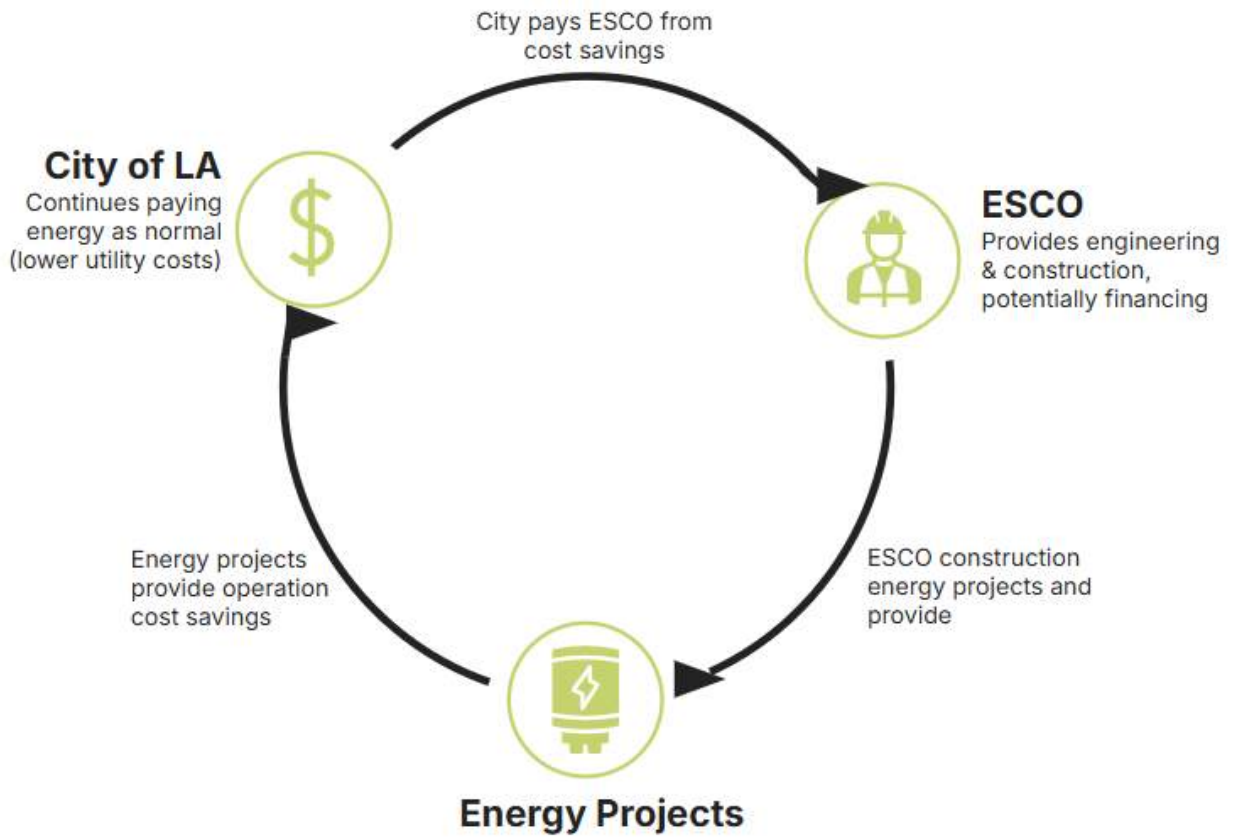 City pays ESCO from
cost savings
City of LA
Continues paying
energy as normal
(lower utility costs)
ESCO
Provides engineering
& construction,
potentially financing
Energy projects
provide operation
cost savings
ESCO construction
energy projects and
provide
Energy Projects